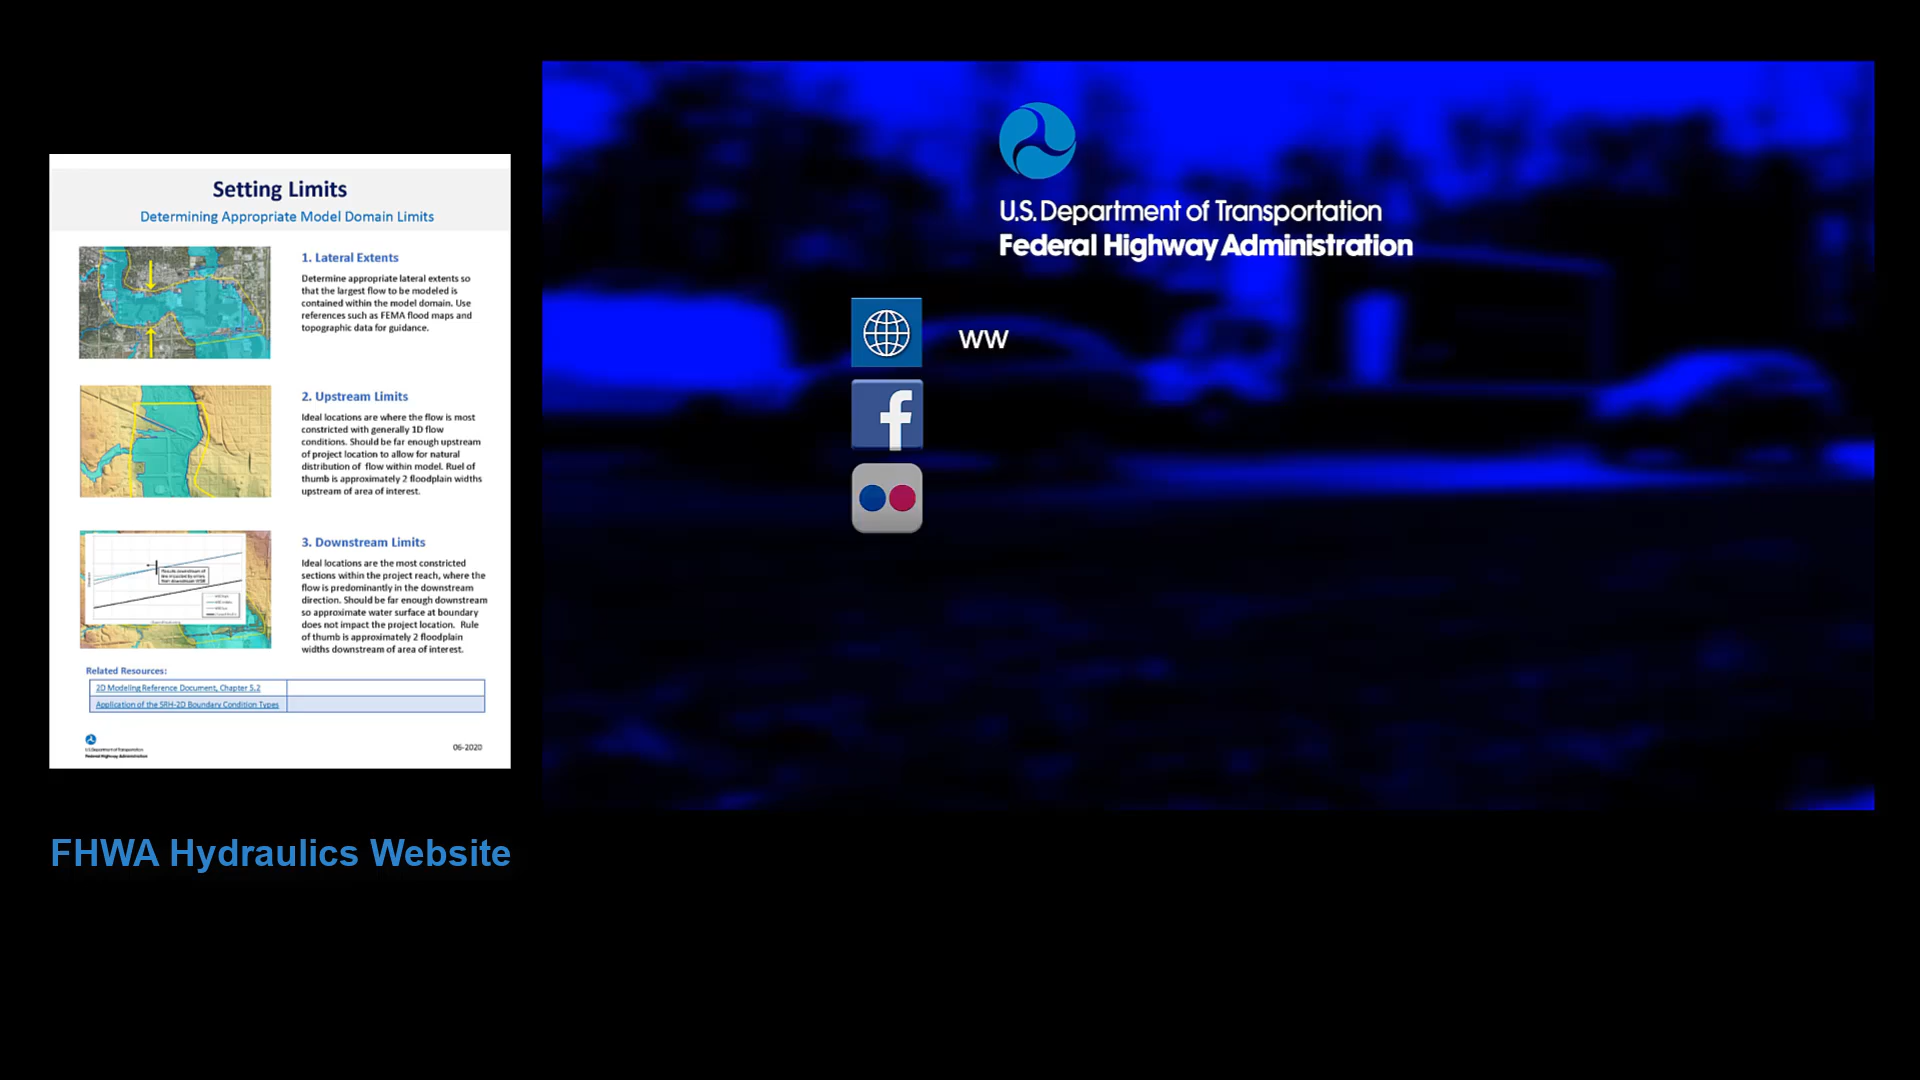 Setting Limits
Determining Appropriate Model Domain Limits
1. Lateral Extents
Determine appropriate lateral extents so
that the largest flow to be modeled is
contained within the model domain. Use
references such as FEMA flood maps and
topographic data for guidance.
2. Upstream Limits
Ideal locations are where the flow is most
constricted with generally 1D flow
conditions. Should be far enough upstream
of project location to allow for natural
distribution of flow within model. Ruel of
thumb is approximately 2 floodplain widths
upstream of area of interest.
3. Downstream Limits
Ideal locations are the most constricted
sections within the project reach, where the
flow is predominantly in the downstream
direction. Should be far enough downstream
so approximate water surface at boundary
does not impact the project location. Rule
of thumb is approximately 2 floodplain
widths downstream of area of interest.
Related Resources:
2D Modeling Reference Document, Chapter 5.2
Application of the SRH-2D Boundary Condition Types
U.S. Department of Transportation
Federal Highway Administration
06-2020
FHWA Hydraulics Website
U.S. Department of Transportation
Federal Highway Administration
ww
f